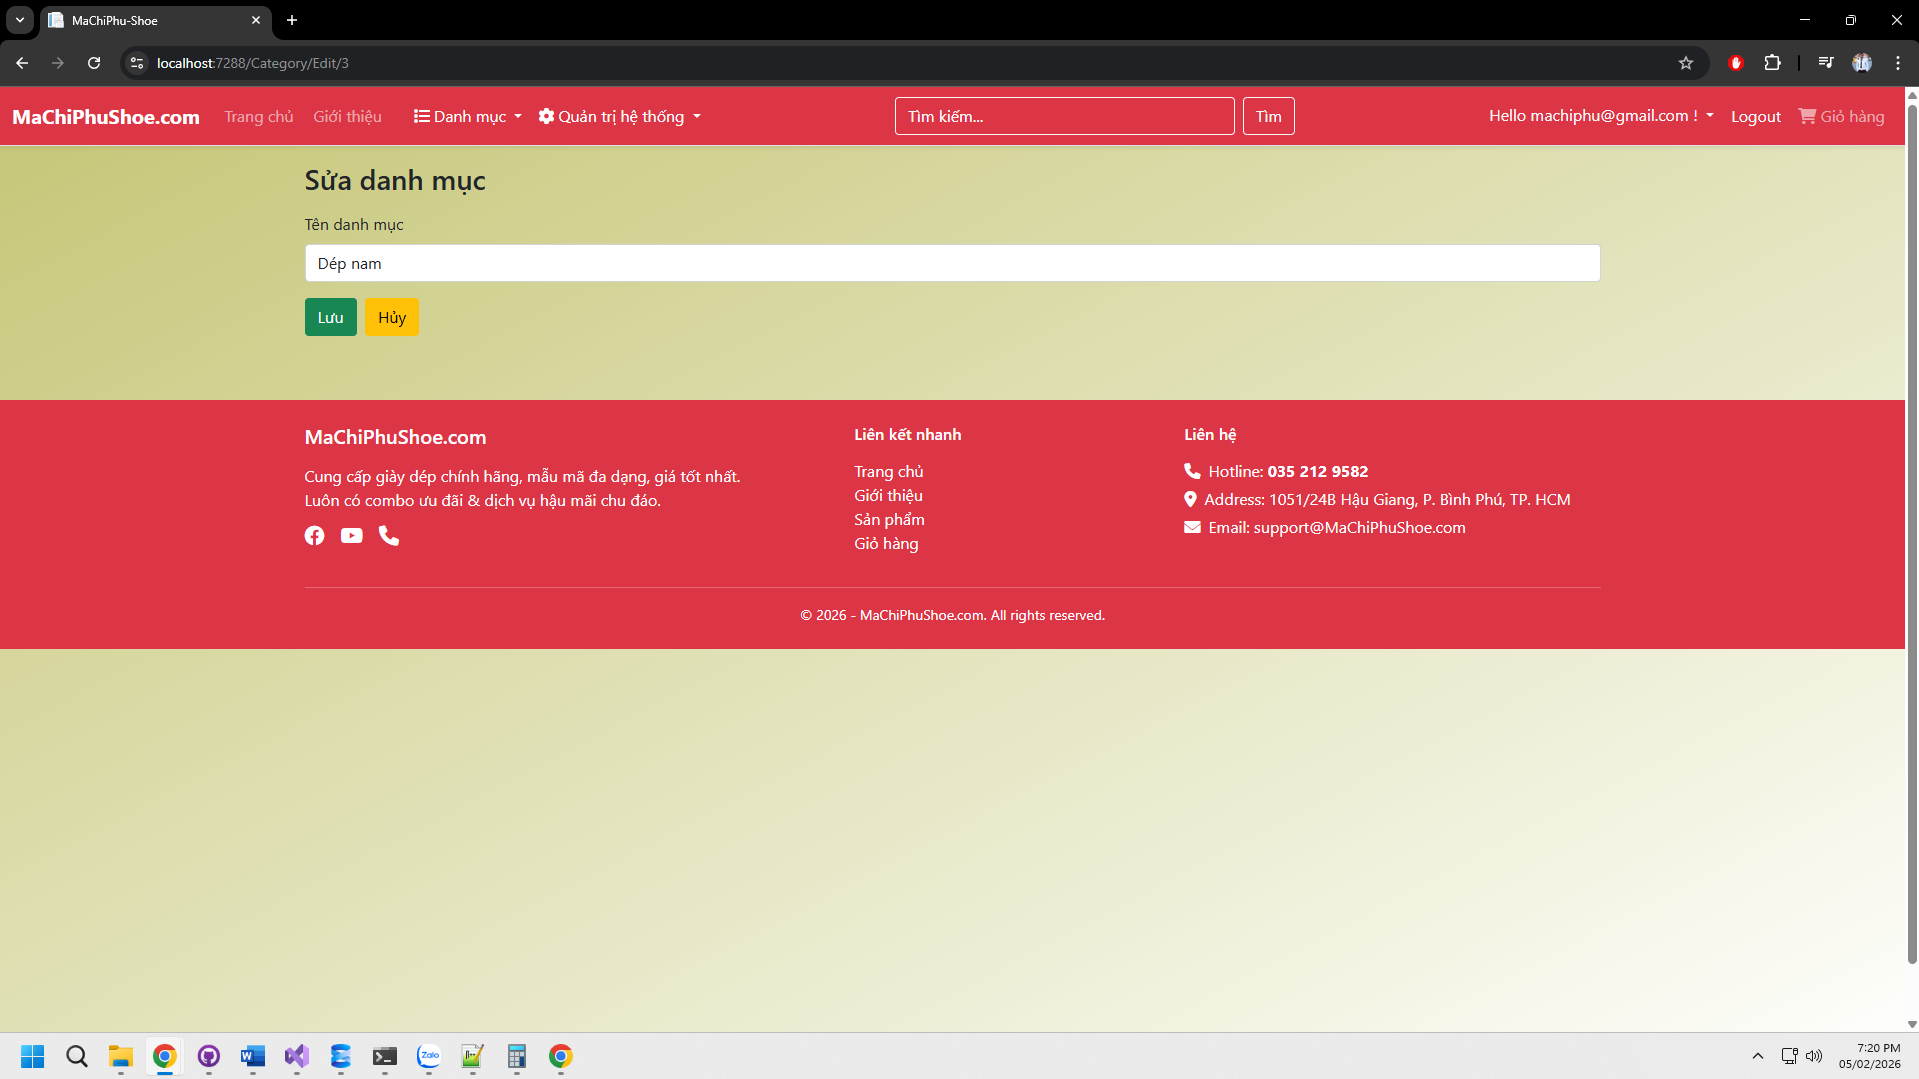 MaChiPhu-Shoe
localhost:7288/Category/Edit/3
MaChiPhuShoe.com Trang chủ Giới thiệu Danh mục Quản trị hệ thống Tìm kiếm... Tìm Hello machiphu@gmail.com ! Logout Giỏ hàng
Sửa danh mục
Tên danh mục
Dép nam
Lưu Hủy
MaChiPhuShoe.com
Cung cấp giày dép chính hãng, mẫu mã đa dạng, giá tốt nhất.
Luôn có combo ưu đãi & dịch vụ hậu mãi chu đáo.
Liên kết nhanh
Trang chủ
Giới thiệu
Sản phẩm
Giỏ hàng
Liên hệ
Hotline: 035 212 9582
Address: 1051/24B Hậu Giang, P. Bình Phú, TP. HCM
Email: support@MaChiPhuShoe.com
© 2026 - MaChiPhuShoe.com. All rights reserved.
Zalo
7:20 PM
05/02/2026